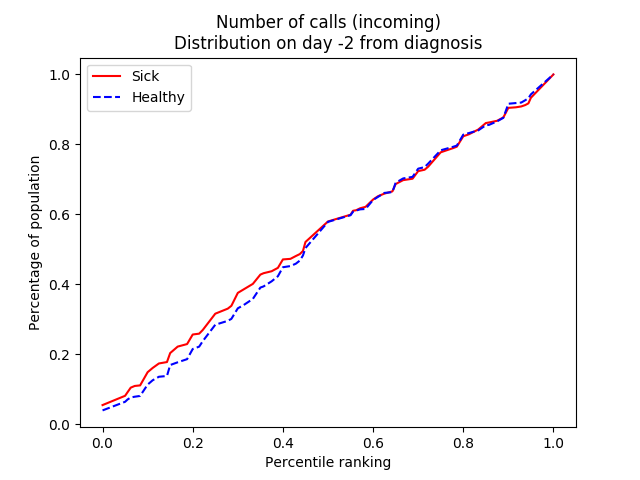 Number of calls (incoming)
Distribution on day -2 from diagnosis
Sick
Healthy
Percentage of population
1.0
0.8
0.6
0.4
0.2
0.0
0.0 0.2 0.4 0.6 0.8 1.0
Percentile ranking